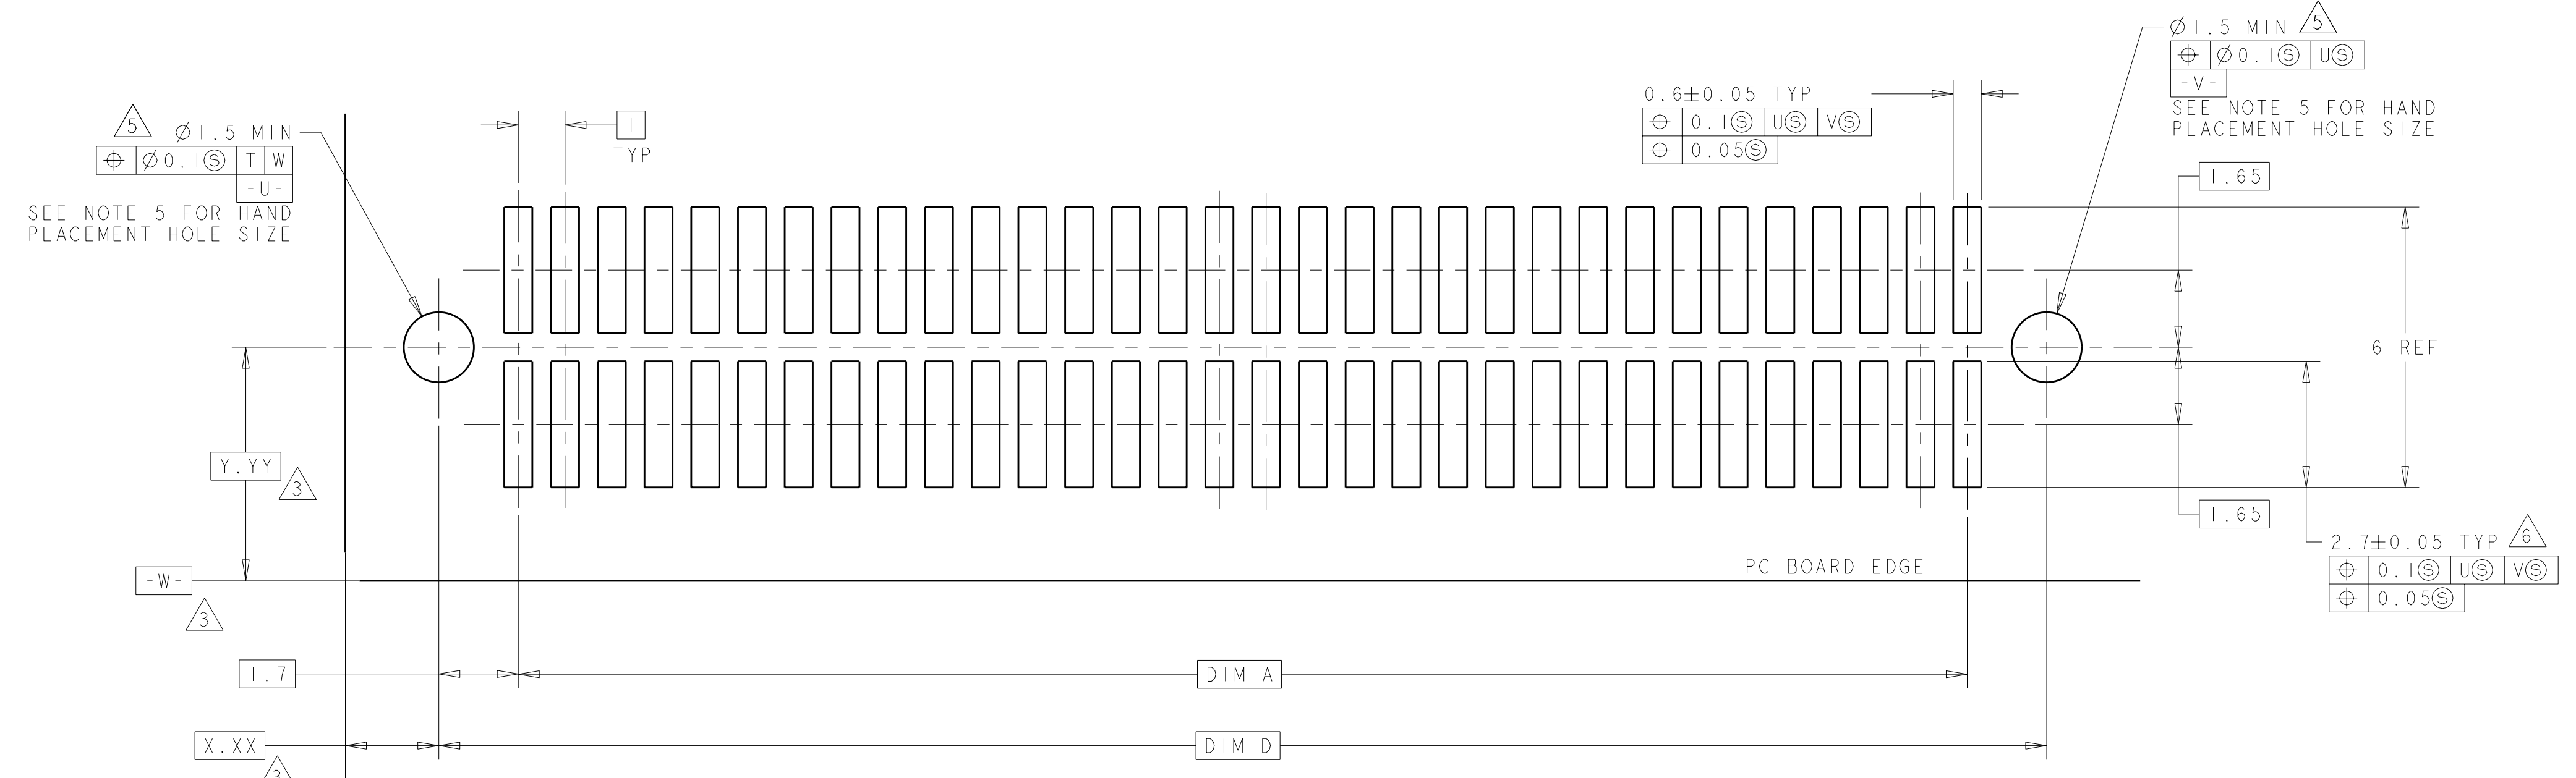 5 Ø1.5 MIN
⌖ Ø0.1Ⓢ T W
-U-
SEE NOTE 5 FOR HAND
PLACEMENT HOLE SIZE
1
TYP
0.6±0.05 TYP
⌖ 0.1Ⓢ UⓈ VⓈ
⌖ 0.05Ⓢ
Ø1.5 MIN 5
⌖ Ø0.1Ⓢ UⓈ
-V-
SEE NOTE 5 FOR HAND
PLACEMENT HOLE SIZE
1.65
6 REF
Y.YY
3
1.65
2.7±0.05 TYP 6
⌖ 0.1Ⓢ UⓈ VⓈ
⌖ 0.05Ⓢ
PC BOARD EDGE
-W-
3
1.7
DIM A
X.XX
DIM D
3